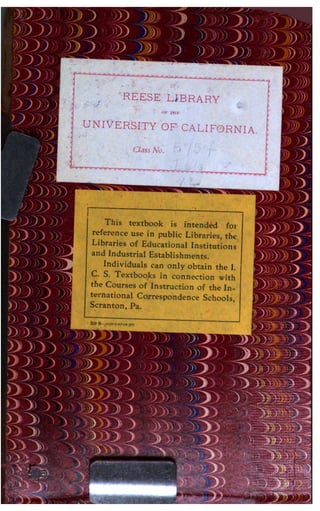 REESE LIBRARY
OF THE
UNIVERSITY OF CALIFORNIA.
Class No.
This textbook is intended for
reference use in public Libraries, the
Libraries of Educational Institutions
and Industrial Establishments.
Individuals can only obtain the I.
C. S. Textbooks in connection with
the Courses of Instruction of the In-
ternational Correspondence Schools,
Scranton, Pa.